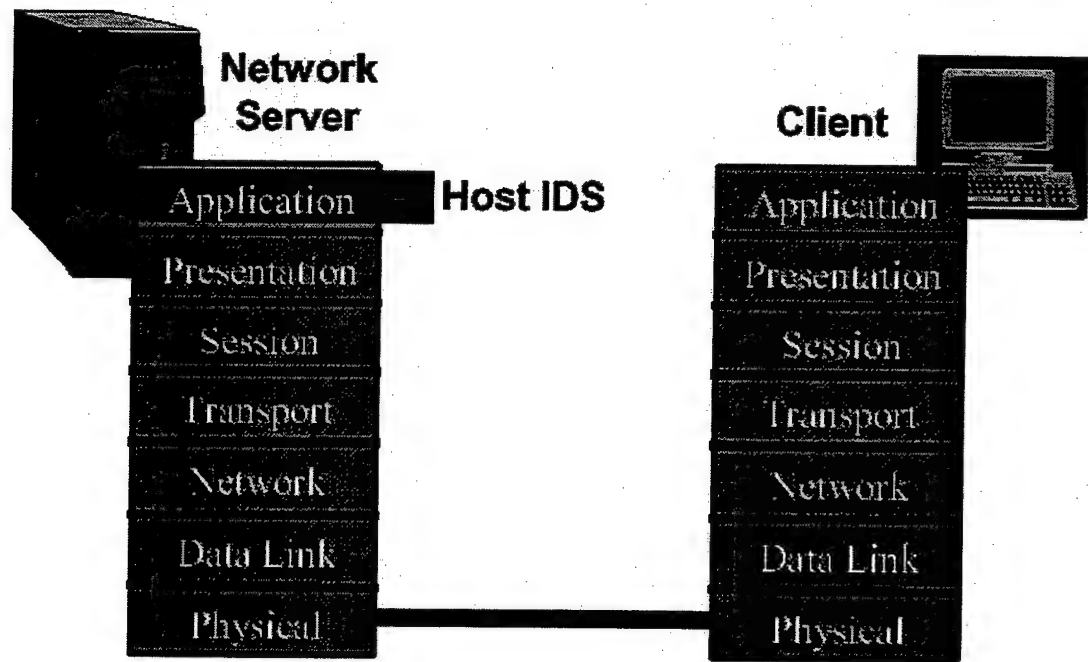 Network
Server
Client
Host IDS
Application
Presentation
Session
Transport
Network
Data Link
Physical
Application
Presentation
Session
Transport
Network
Data Link
Physical